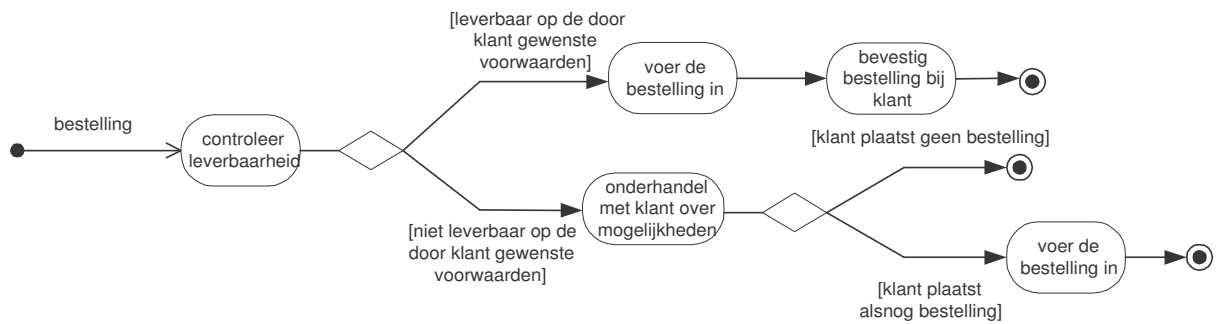 bestelling
controleer
leverbaarheid
[leverbaar op de door
klant gewenste
voorwaarden]
voer de
bestelling in
bevestig
bestelling bij
klant
[niet leverbaar op de
door klant gewenste
voorwaarden]
onderhandel
met klant over
mogelijkheden
[klant plaatst geen bestelling]
[klant plaatst
alsnog bestelling]
voer de
bestelling in